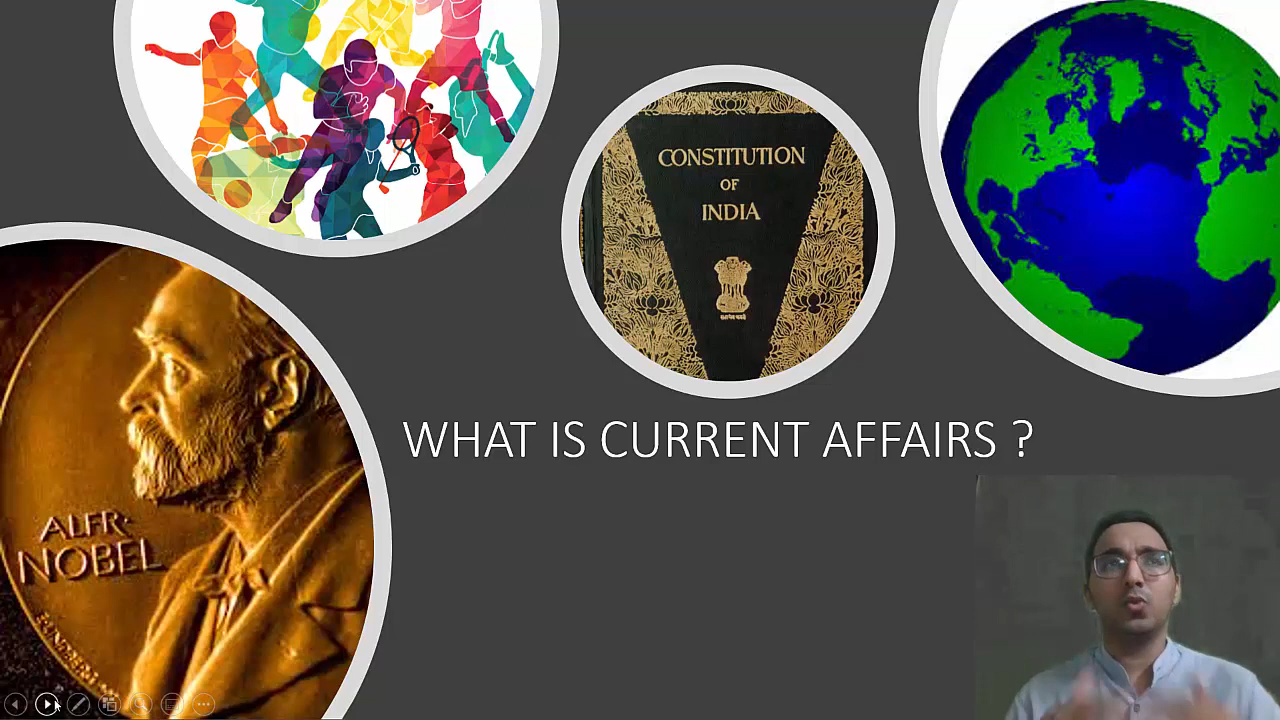 CONSTITUTION
OF
INDIA
WHAT IS CURRENT AFFAIRS ?
ALFR·
NOBEL